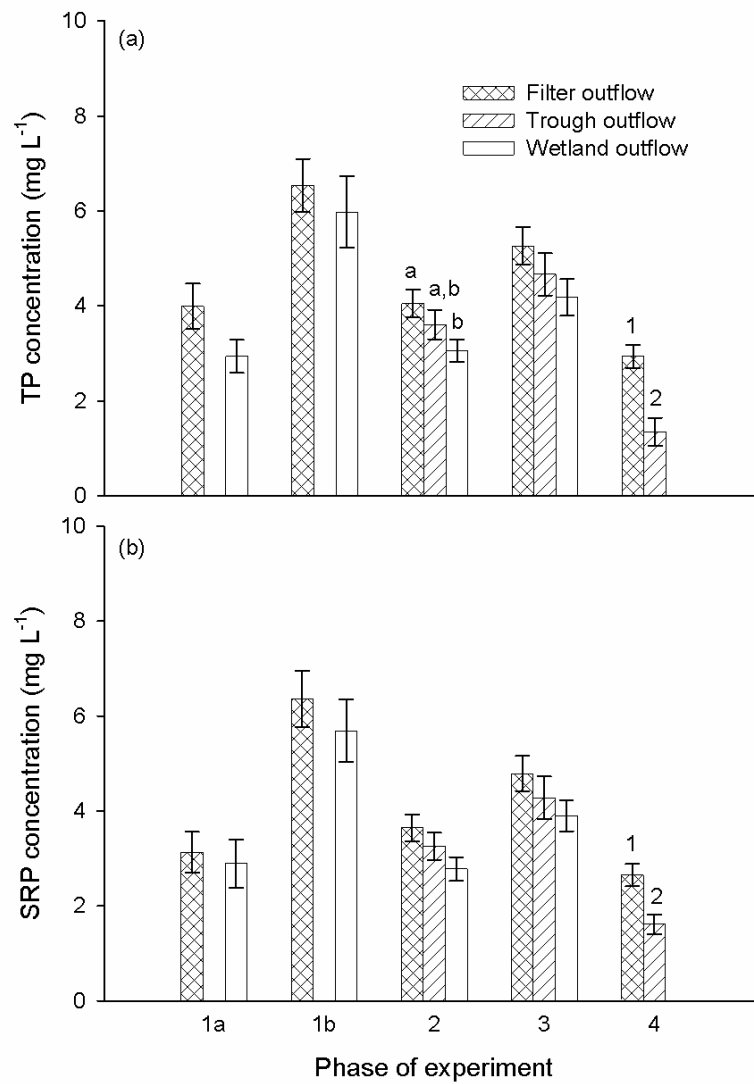 (a)
TP concentration (mg L⁻¹)
10
8
6
4
2
0
Filter outflow
Trough outflow
Wetland outflow
a
a,b
b
1
2
(b)
SRP concentration (mg L⁻¹)
10
8
6
4
2
0
1
2
1a 1b 2 3 4
Phase of experiment